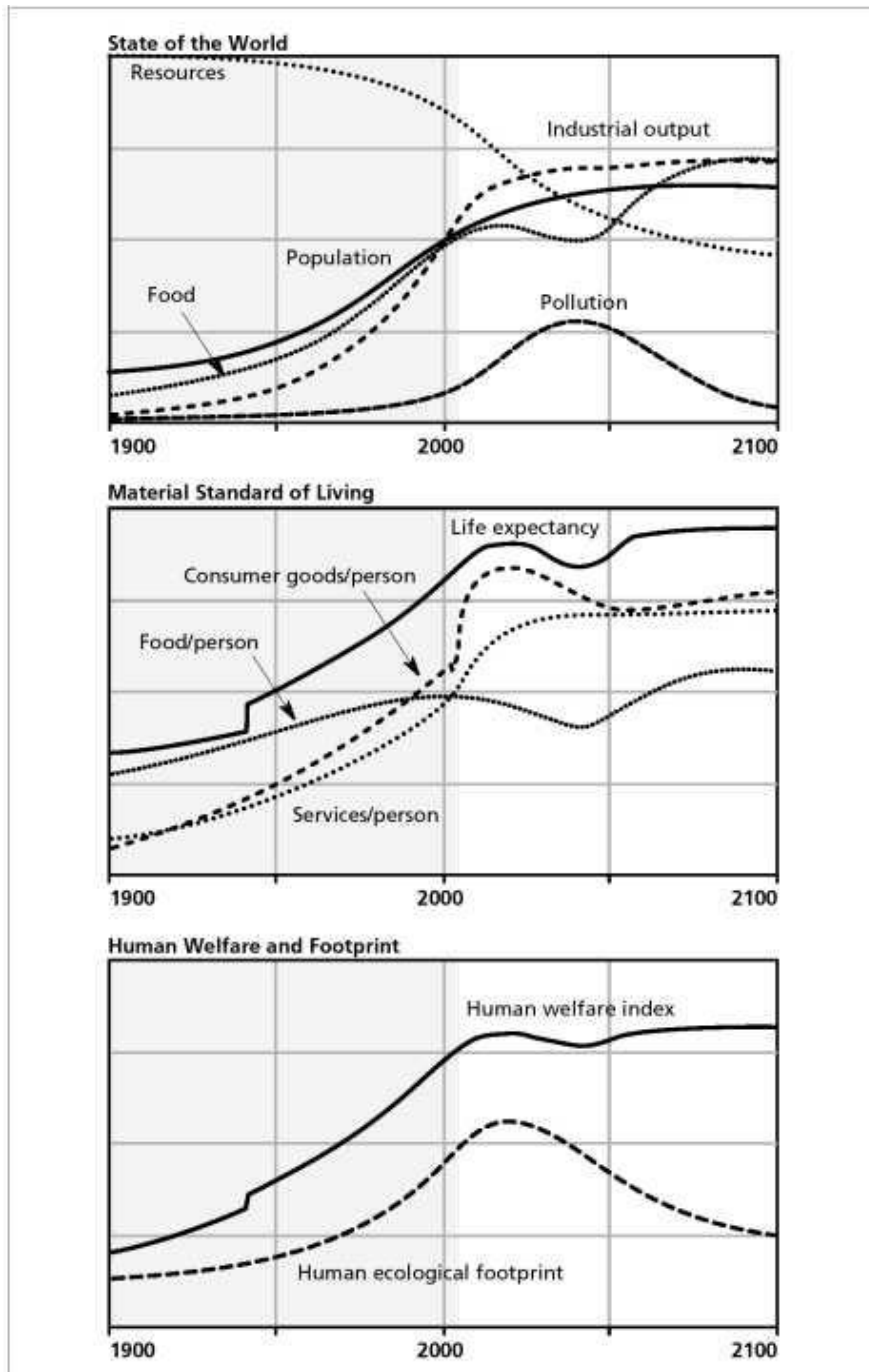 State of the World
Resources
Industrial output
Population
Food
Pollution
1900 2000 2100
Material Standard of Living
Life expectancy
Consumer goods/person
Food/person
Services/person
1900 2000 2100
Human Welfare and Footprint
Human welfare index
Human ecological footprint
1900 2000 2100